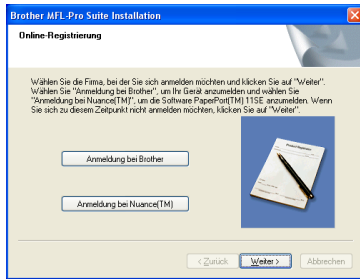 Brother MFL-Pro Suite Installation
Online-Registrierung
Wählen Sie die Firma, bei der Sie sich anmelden möchten und klicken Sie auf "Weiter".
Wählen Sie "Anmeldung bei Brother", um Ihr Gerät anzumelden und wählen Sie
"Anmeldung bei Nuance(TM)", um die Software PaperPort(TM) 11SE anzumelden. Wenn
Sie sich zu diesem Zeitpunkt nicht anmelden möchten, klicken Sie auf "Weiter".
Anmeldung bei Brother
Product Registration
Anmeldung bei Nuance(TM)
< Zurück
Weiter >
Abbrechen